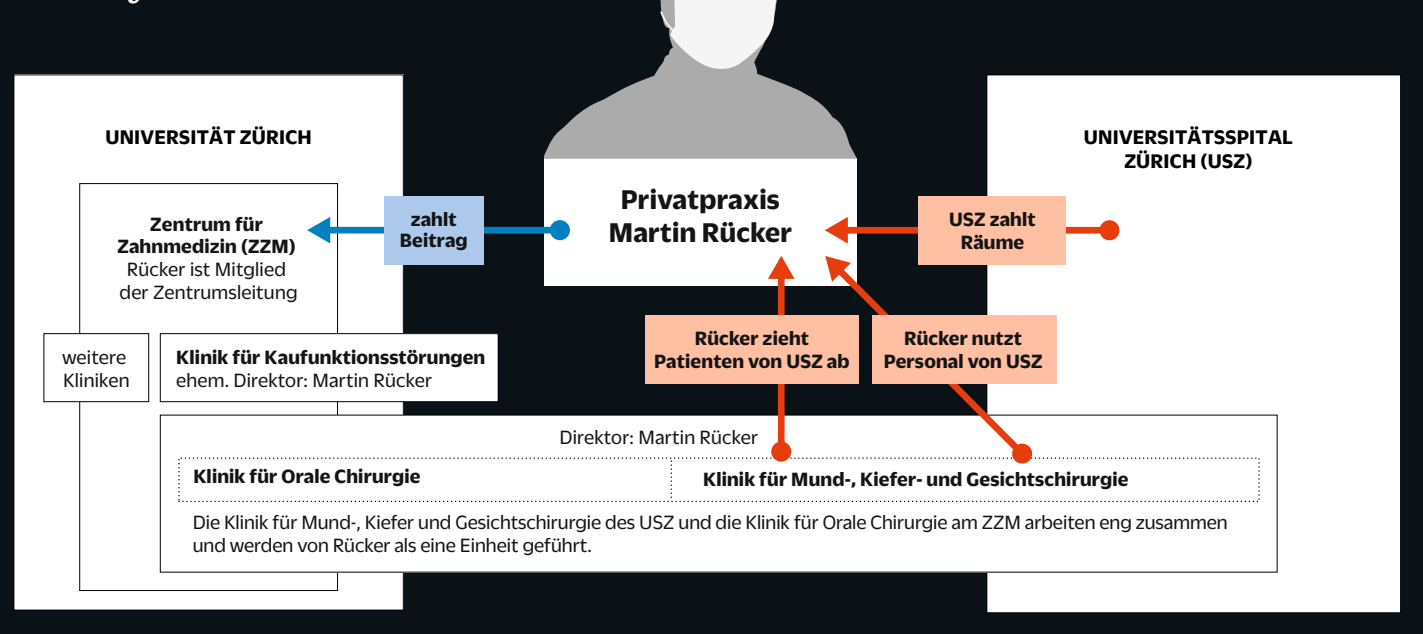 UNIVERSITÄT ZÜRICH
Zentrum für
Zahnmedizin (ZZM)
Rücker ist Mitglied
der Zentrumsleitung
weitere
Kliniken
Klinik für Kaufunktionsstörungen
ehem. Direktor: Martin Rücker
zahlt
Beitrag
Privatpraxis
Martin Rücker
USZ zahlt
Räume
UNIVERSITÄTSSPITAL
ZÜRICH (USZ)
Rücker zieht
Patienten von USZ ab
Rücker nutzt
Personal von USZ
Direktor: Martin Rücker
Klinik für Orale Chirurgie
Klinik für Mund-, Kiefer- und Gesichtschirurgie
Die Klinik für Mund-, Kiefer und Gesichtschirurgie des USZ und die Klinik für Orale Chirurgie am ZZM arbeiten eng zusammen
und werden von Rücker als eine Einheit geführt.